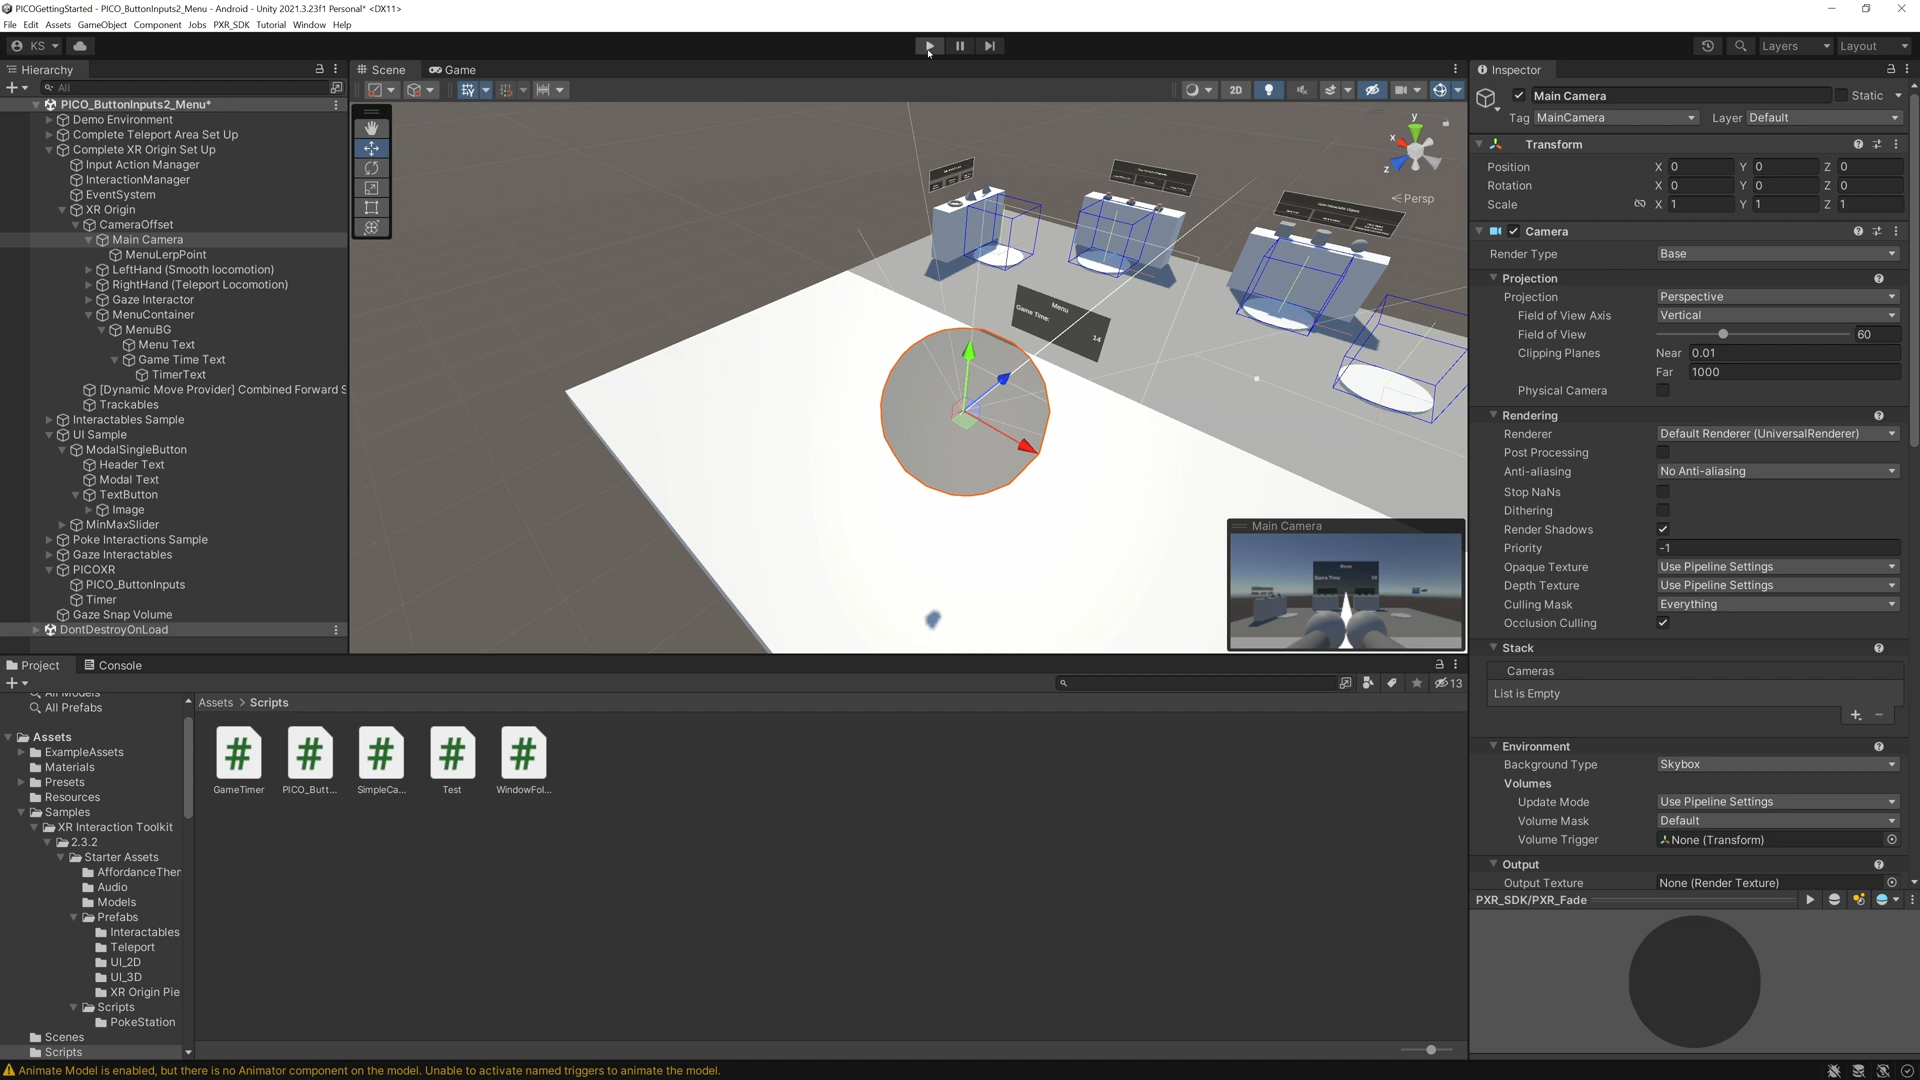 PICOGettingStarted - PICO_ButtonInputs2_Menu - Android - Unity 2021.3.23f1 Personal* <DX11>
File Edit Assets GameObject Component Jobs PXR_SDK Tutorial Window Help
KS Layers Layout
Hierarchy
All
PICO_ButtonInputs2_Menu*
Demo Environment
Complete Teleport Area Set Up
Complete XR Origin Set Up
Input Action Manager
InteractionManager
EventSystem
XR Origin
CameraOffset
Main Camera
MenuLerpPoint
LeftHand (Smooth locomotion)
RightHand (Teleport Locomotion)
Gaze Interactor
MenuContainer
MenuBG
Menu Text
Game Time Text
TimerText
[Dynamic Move Provider] Combined Forward S
Trackables
Interactables Sample
UI Sample
ModalSingleButton
Header Text
Modal Text
TextButton
Image
MinMaxSlider
Poke Interactions Sample
Gaze Interactables
PICOXR
PICO_ButtonInputs
Timer
Gaze Snap Volume
DontDestroyOnLoad
Scene Game
2D
y
x
z
Persp
Menu
Game Time:
14
Main Camera
Inspector
Main Camera Static
Tag MainCamera Layer Default
Transform
Position X 0 Y 0 Z 0
Rotation X 0 Y 0 Z 0
Scale X 1 Y 1 Z 1
Camera
Render Type Base
Projection
Projection Perspective
Field of View Axis Vertical
Field of View 60
Clipping Planes Near 0.01
Far 1000
Physical Camera
Rendering
Renderer Default Renderer (UniversalRenderer)
Post Processing
Anti-aliasing No Anti-aliasing
Stop NaNs
Dithering
Render Shadows
Priority -1
Opaque Texture Use Pipeline Settings
Depth Texture Use Pipeline Settings
Culling Mask Everything
Occlusion Culling
Stack
Cameras
List is Empty
Environment
Background Type Skybox
Volumes
Update Mode Use Pipeline Settings
Volume Mask Default
Volume Trigger None (Transform)
Output
Output Texture None (Render Texture)
PXR_SDK/PXR_Fade
Project Console
13
All Models
All Prefabs
Assets
ExampleAssets
Materials
Presets
Resources
Samples
XR Interaction Toolkit
2.3.2
Starter Assets
AffordanceTher
Audio
Models
Prefabs
Interactables
Teleport
UI_2D
UI_3D
XR Origin Pie
Scripts
PokeStation
Scenes
Scripts
Assets > Scripts
GameTimer PICO_Butt... SimpleCa... Test WindowFol...
Animate Model is enabled, but there is no Animator component on the model. Unable to activate named triggers to animate the model.